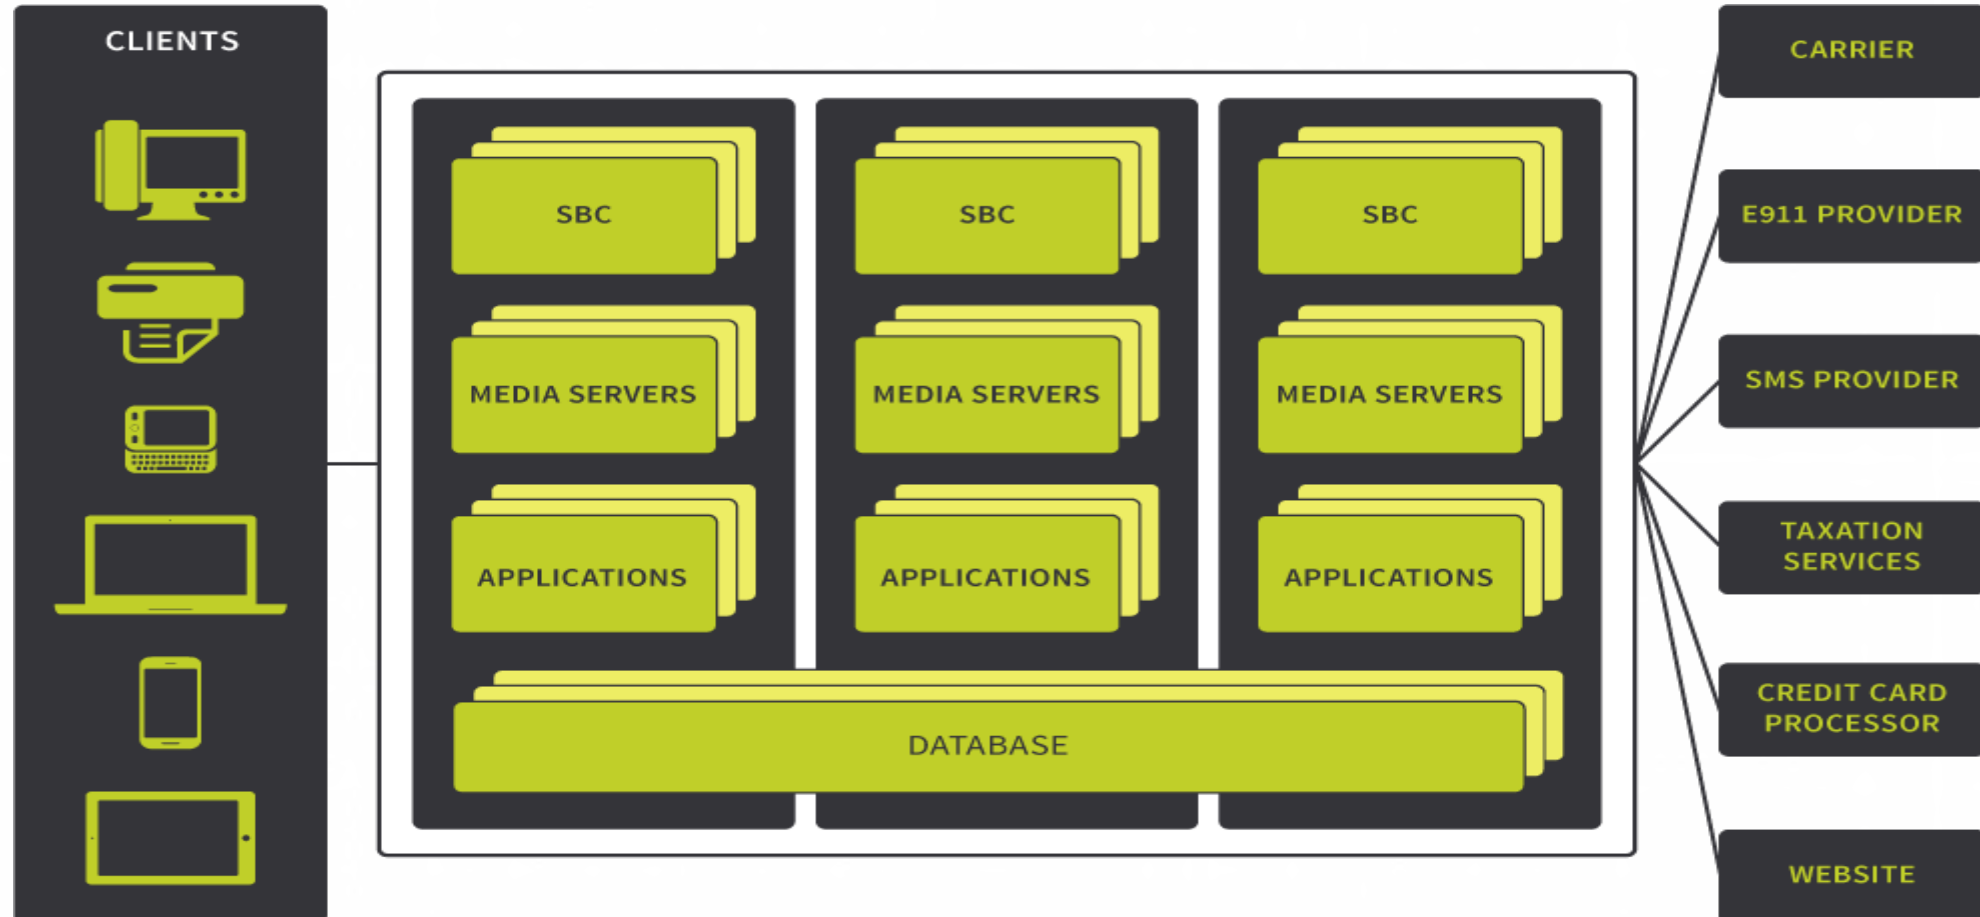 CLIENTS
SBC
MEDIA SERVERS
APPLICATIONS
SBC
MEDIA SERVERS
APPLICATIONS
SBC
MEDIA SERVERS
APPLICATIONS
DATABASE
CARRIER
E911 PROVIDER
SMS PROVIDER
TAXATION
SERVICES
CREDIT CARD
PROCESSOR
WEBSITE